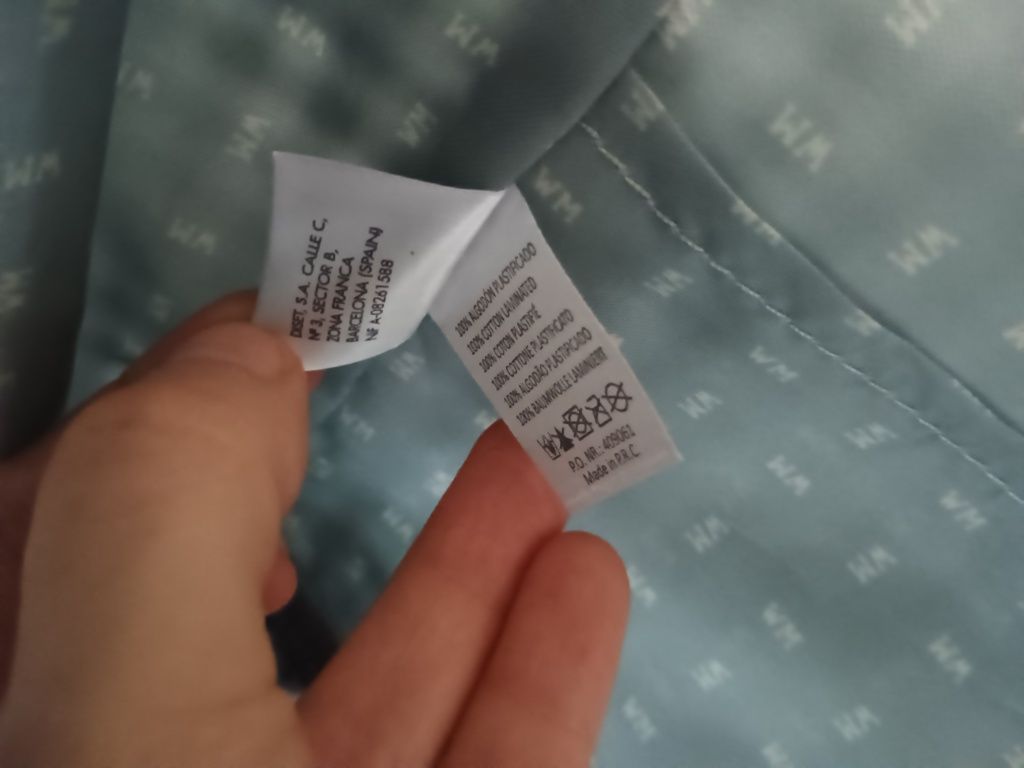 DISET, S.A. CALLE C,
Nº 3, SECTOR B,
ZONA FRANCA
BARCELONA (SPAIN)
NIF A-08261588
100% ALGODÓN PLASTIFICADO
100% COTTON LAMINATED
100% COTON PLASTIFIÉ
100% COTTONE PLASTIFICATO
100% ALGODÃO PLASTIFICADO
100% BAUMWOLLE LAMINIERT
P.O. NR.: 409061
Made in P.R.C